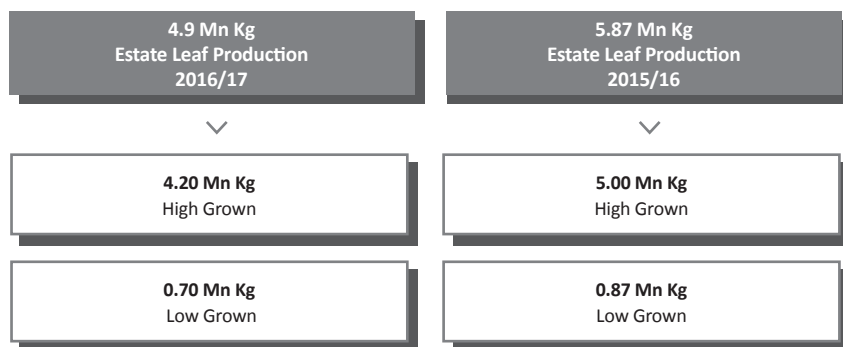 4.9 Mn Kg
Estate Leaf Production
2016/17
4.20 Mn Kg
High Grown
0.70 Mn Kg
Low Grown
5.87 Mn Kg
Estate Leaf Production
2015/16
5.00 Mn Kg
High Grown
0.87 Mn Kg
Low Grown